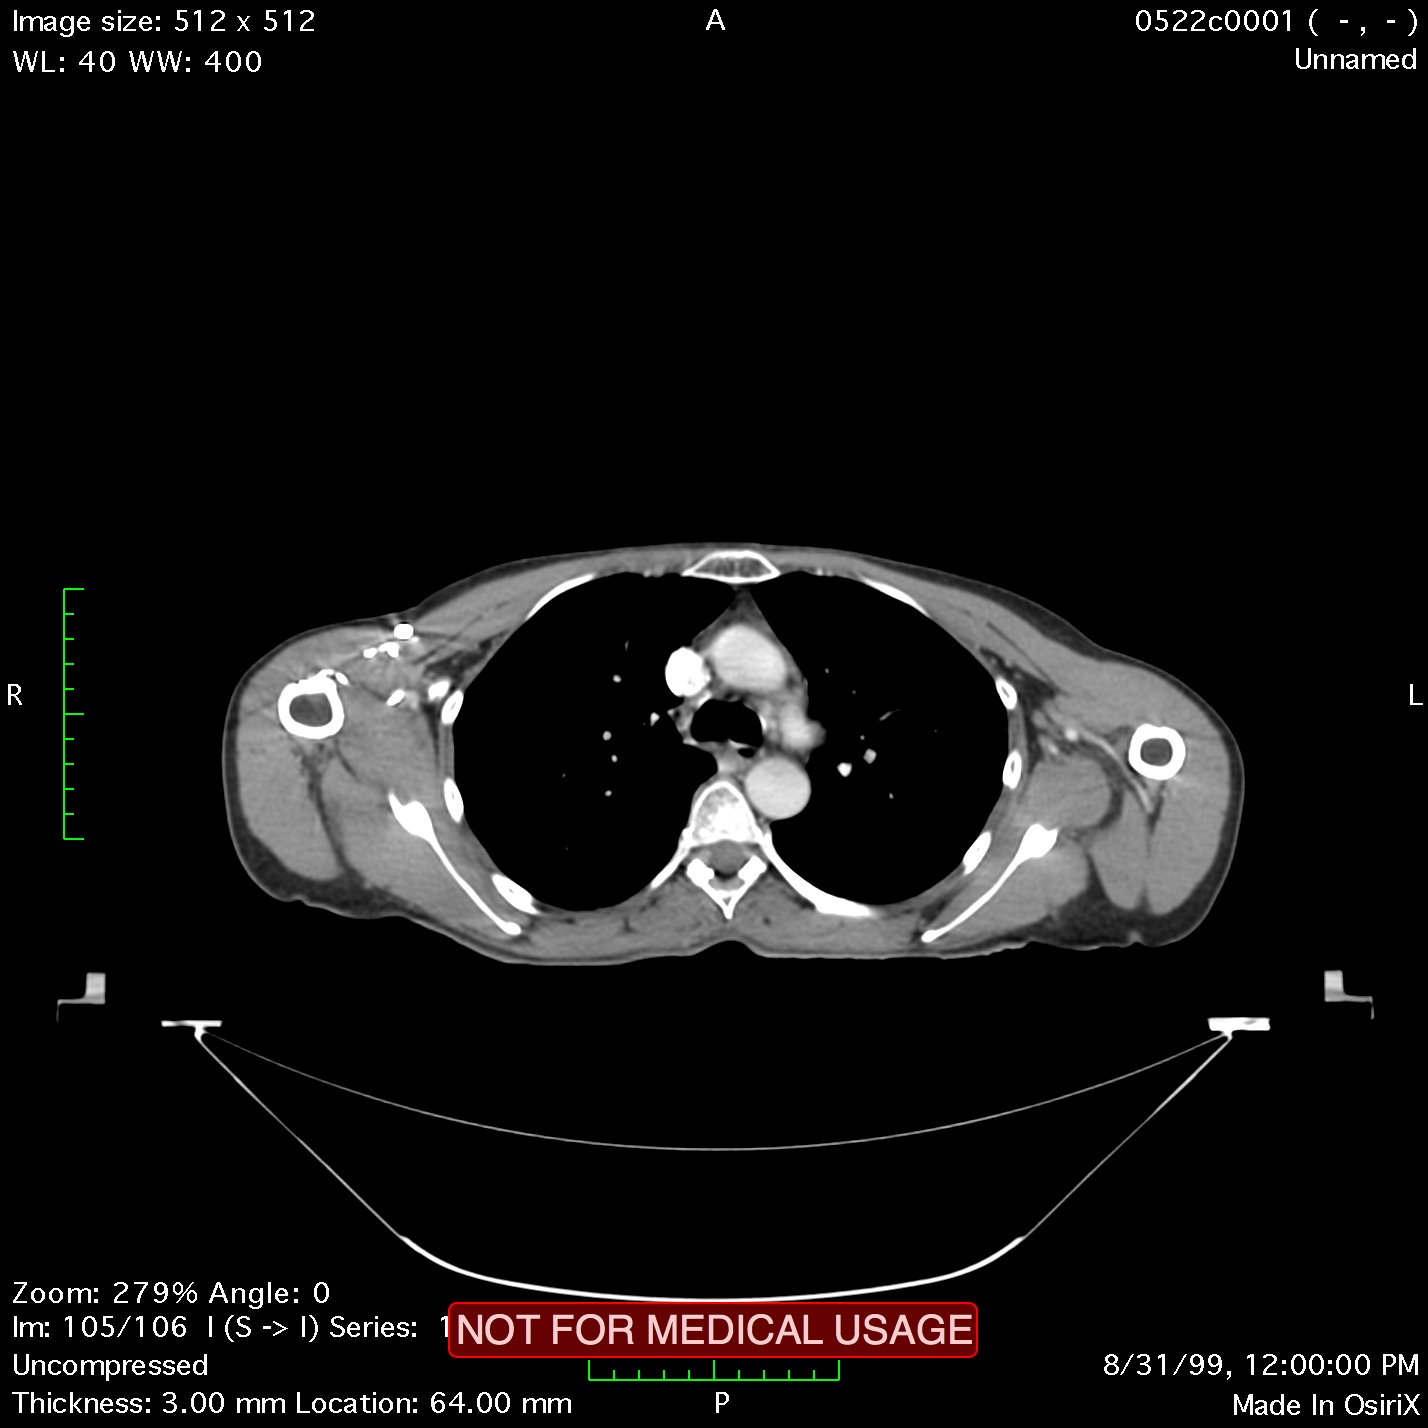 Image size: 512 x 512
WL: 40 WW: 400
A
0522c0001 ( -, -)
Unnamed
R
L
Zoom: 279% Angle: 0
Im: 105/106 I (S -> I) Series: 1
Uncompressed
Thickness: 3.00 mm Location: 64.00 mm
NOT FOR MEDICAL USAGE
P
8/31/99, 12:00:00 PM
Made In OsiriX